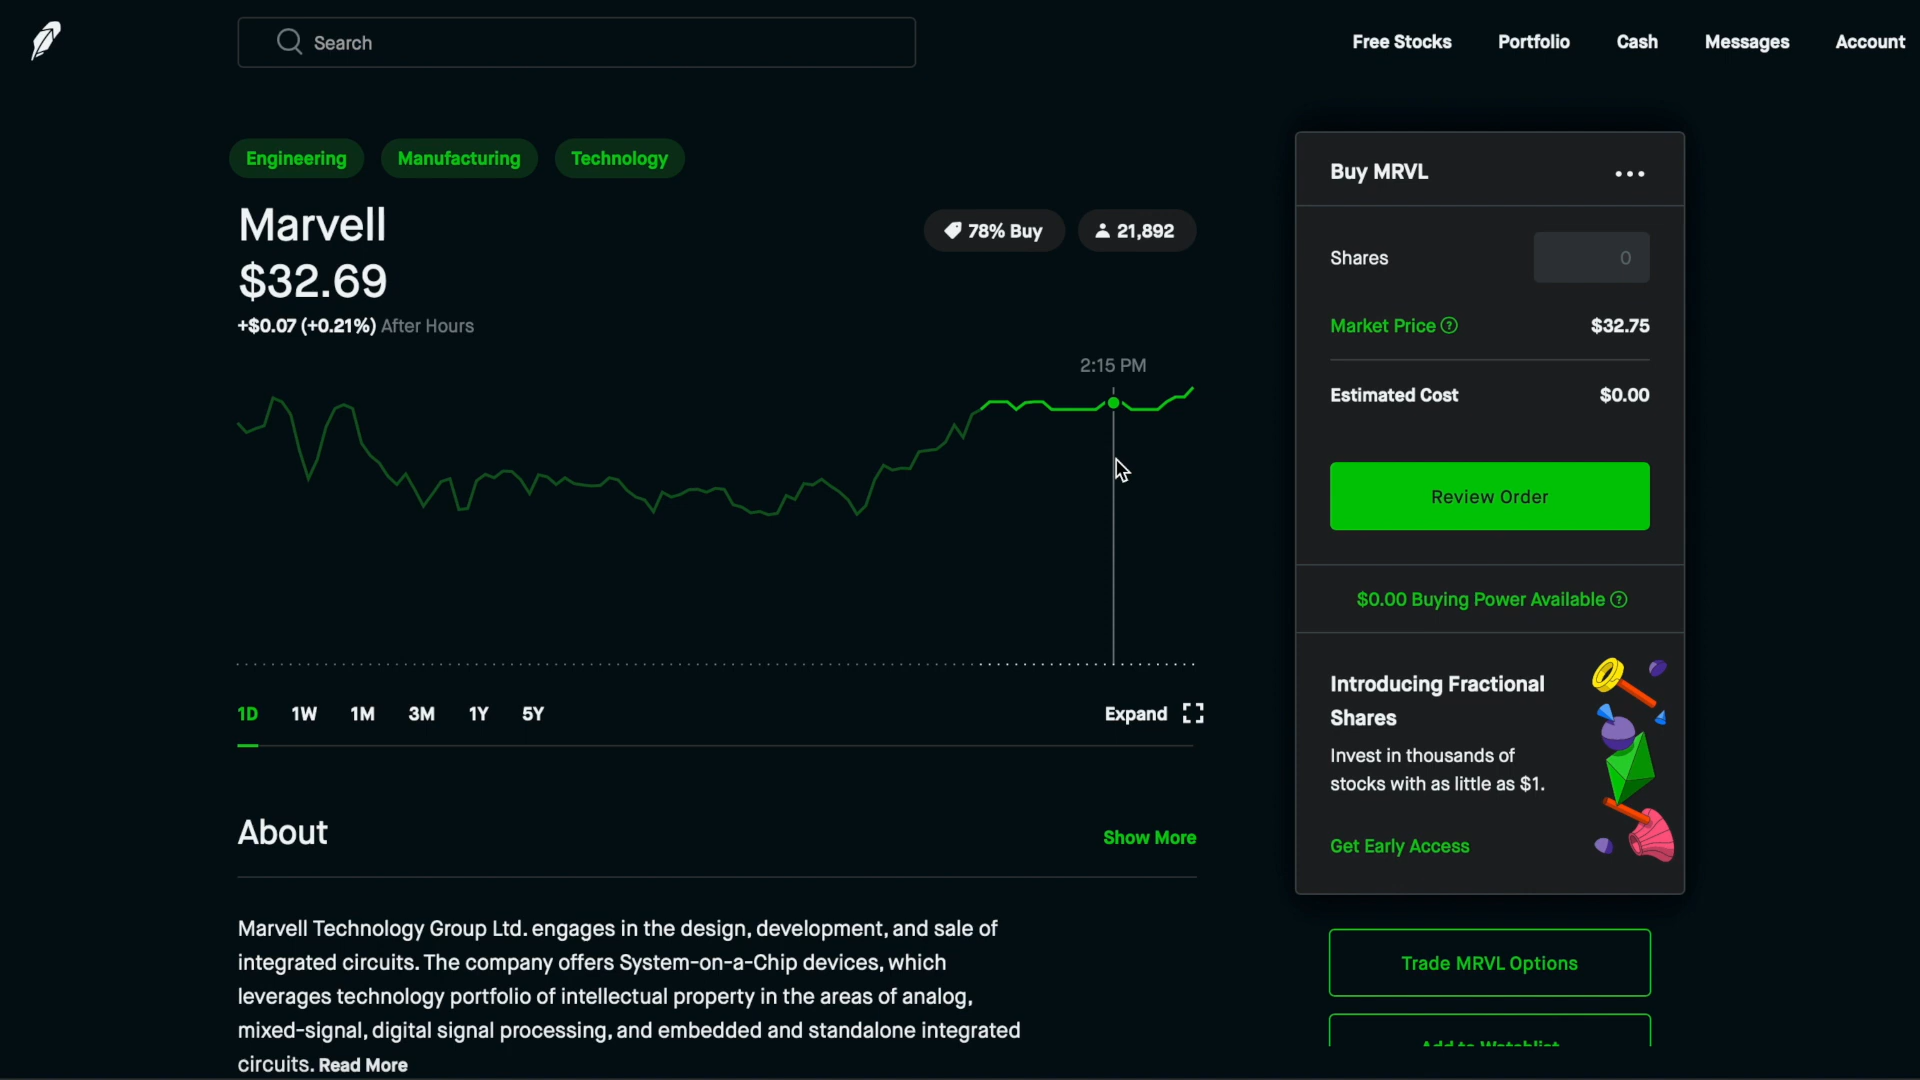 Search
Free Stocks Portfolio Cash Messages Account
Engineering Manufacturing Technology
Marvell
$32.69
+$0.07 (+0.21%) After Hours
78% Buy 21,892
2:15 PM
1D 1W 1M 3M 1Y 5Y
Expand
About
Show More
Marvell Technology Group Ltd. engages in the design, development, and sale of
integrated circuits. The company offers System-on-a-Chip devices, which
leverages technology portfolio of intellectual property in the areas of analog,
mixed-signal, digital signal processing, and embedded and standalone integrated
circuits. Read More
Buy MRVL
Shares 0
Market Price $32.75
Estimated Cost $0.00
Review Order
$0.00 Buying Power Available
Introducing Fractional
Shares
Invest in thousands of
stocks with as little as $1.
Get Early Access
Trade MRVL Options
Add to Watchlist